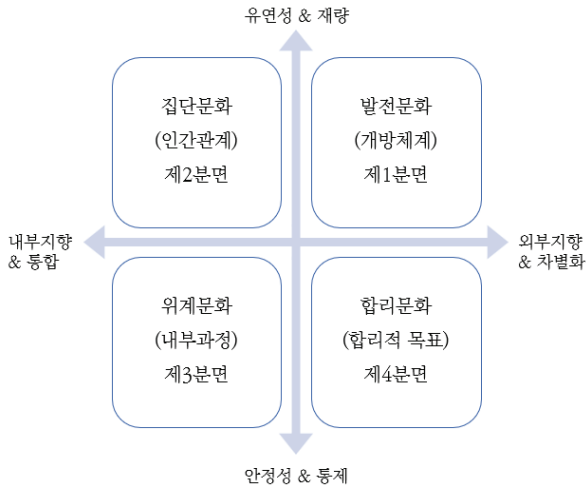 유연성 & 재량
집단문화
(인간관계)
제2분면
발전문화
(개방체계)
제1분면
내부지향
& 통합
외부지향
& 차별화
위계문화
(내부과정)
제3분면
합리문화
(합리적 목표)
제4분면
안정성 & 통제